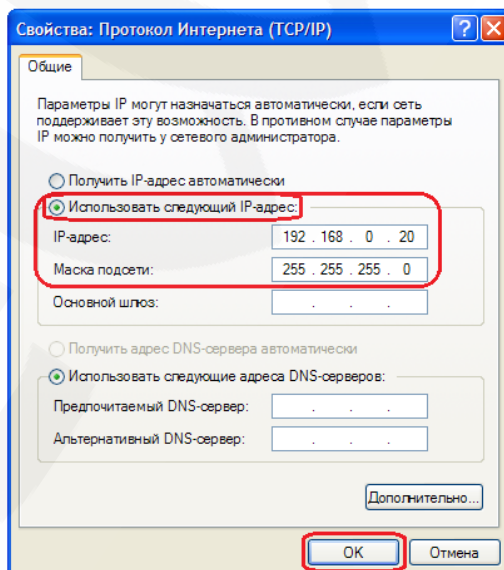 Свойства: Протокол Интернета (TCP/IP)
Общие
Параметры IP могут назначаться автоматически, если сеть
поддерживает эту возможность. В противном случае параметры
IP можно получить у сетевого администратора.
Получить IP-адрес автоматически
Использовать следующий IP-адрес:
IP-адрес: 192 . 168 . 0 . 20
Маска подсети: 255 . 255 . 255 . 0
Основной шлюз: . . .
Получить адрес DNS-сервера автоматически
Использовать следующие адреса DNS-серверов:
Предпочитаемый DNS-сервер: . . .
Альтернативный DNS-сервер: . . .
Дополнительно...
OK Отмена